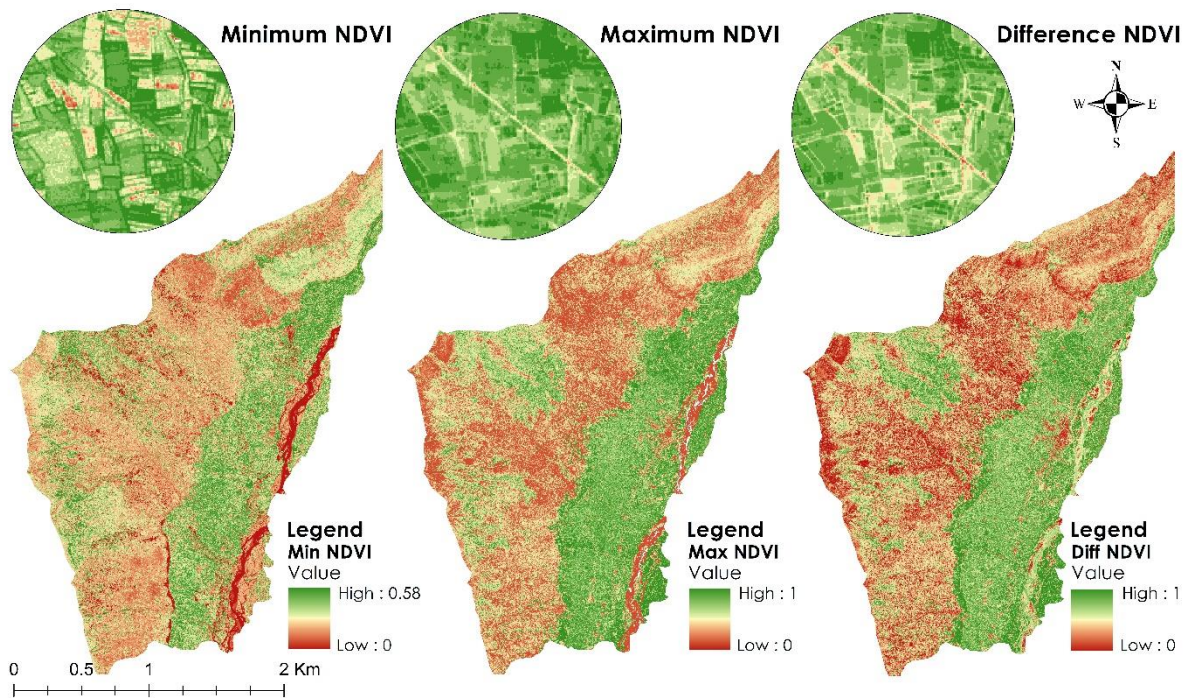 Minimum NDVI
Maximum NDVI
Difference NDVI
N
W E
S
Legend
Min NDVI
Value
High : 0.58
Low : 0
Legend
Max NDVI
Value
High : 1
Low : 0
Legend
Diff NDVI
Value
High : 1
Low : 0
0 0.5 1 2 Km